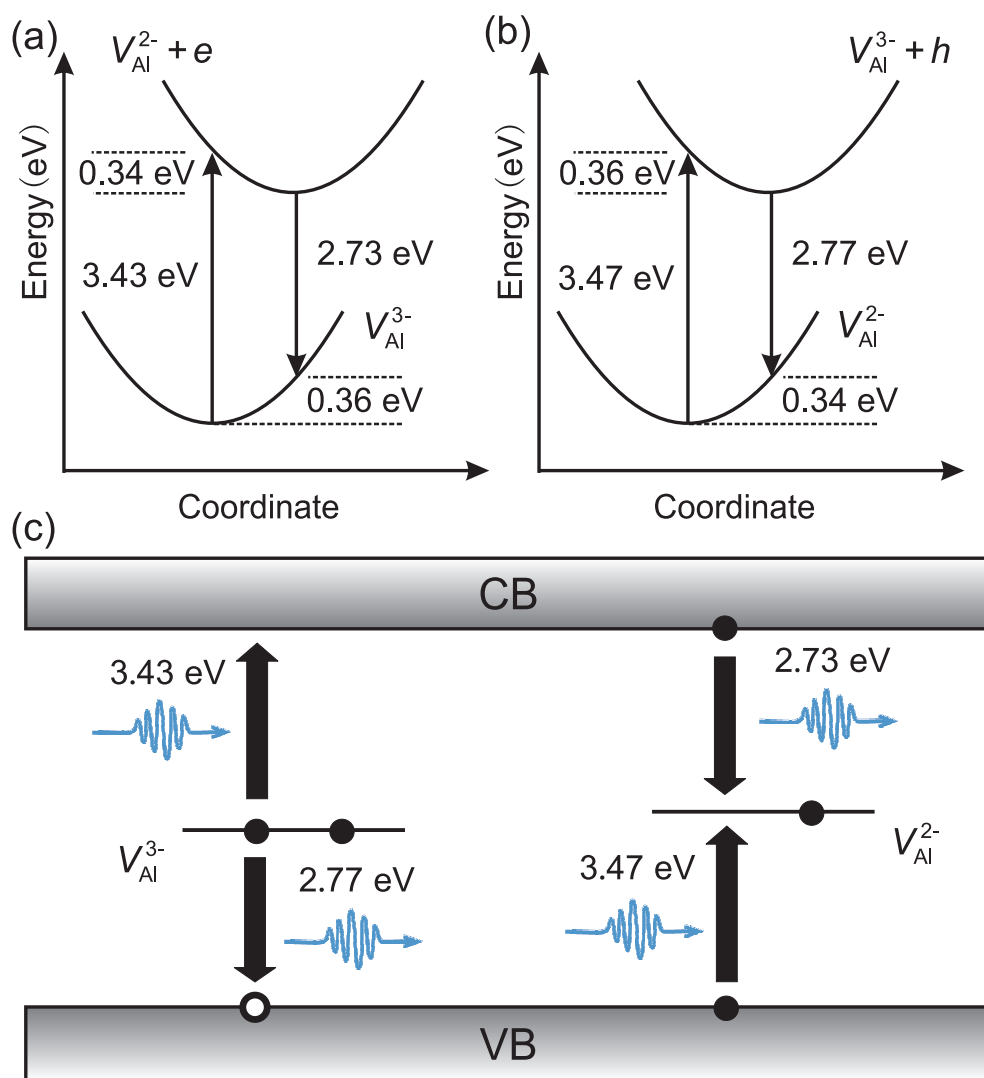 (a)
V_Al^2- + e
Energy (eV)
0.34 eV
3.43 eV
2.73 eV
V_Al^3-
0.36 eV
Coordinate
(b)
V_Al^3- + h
Energy (eV)
0.36 eV
3.47 eV
2.77 eV
V_Al^2-
0.34 eV
Coordinate
(c)
CB
3.43 eV
2.73 eV
V_Al^3-
V_Al^2-
2.77 eV
3.47 eV
VB